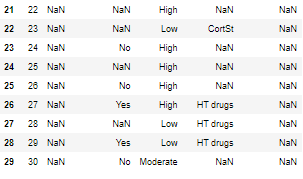 21 22 NaN NaN High NaN NaN
22 23 NaN NaN Low CortSt NaN
23 24 NaN No High NaN NaN
24 25 NaN NaN High NaN NaN
25 26 NaN No High NaN NaN
26 27 NaN Yes High HT drugs NaN
27 28 NaN NaN Low HT drugs NaN
28 29 NaN Yes Low HT drugs NaN
29 30 NaN No Moderate NaN NaN